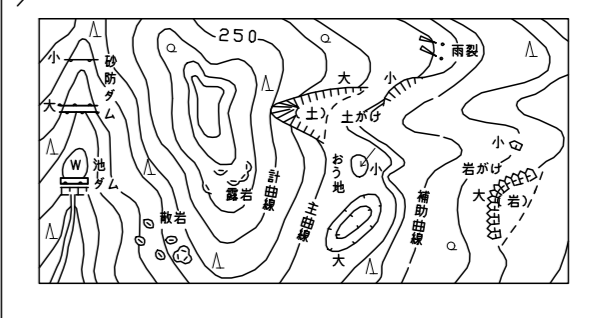 250
雨裂
小
砂防ダム
大
小
大
土)
土がけ
小
W
池
ダム
おう地
小
岩がけ
大
岩)
露岩
計曲線
主曲線
補助曲線
散岩
大